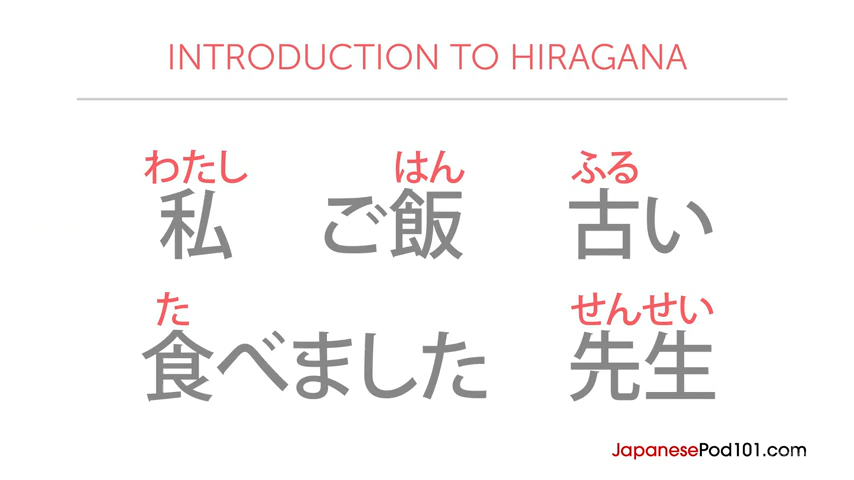 INTRODUCTION TO HIRAGANA
わたし はん ふる
私 ご飯 古い
た せんせい
食べました 先生
JapanesePod101.com